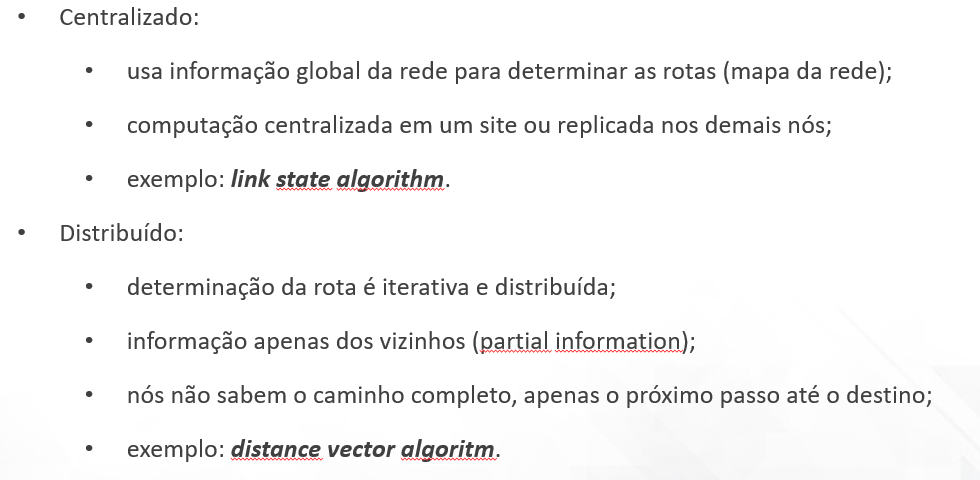 • Centralizado:
• usa informação global da rede para determinar as rotas (mapa da rede);
• computação centralizada em um site ou replicada nos demais nós;
• exemplo: link state algorithm.
• Distribuído:
• determinação da rota é iterativa e distribuída;
• informação apenas dos vizinhos (partial information);
• nós não sabem o caminho completo, apenas o próximo passo até o destino;
• exemplo: distance vector algoritm.